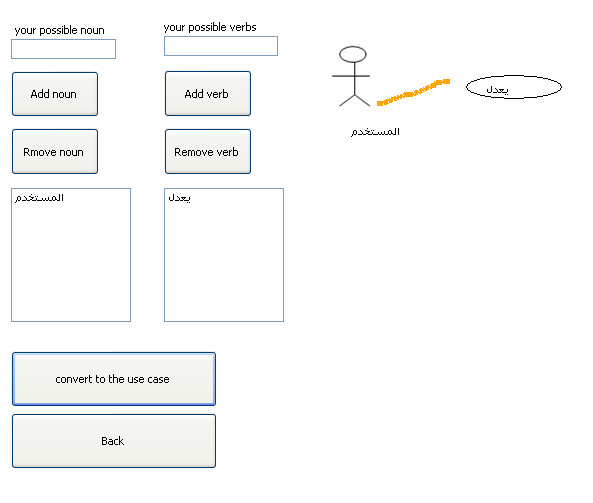 your possible noun
your possible verbs
Add noun
Add verb
Rmove noun
Remove verb
المستخدم
يعدل
convert to the use case
Back
يعدل
المستخدم